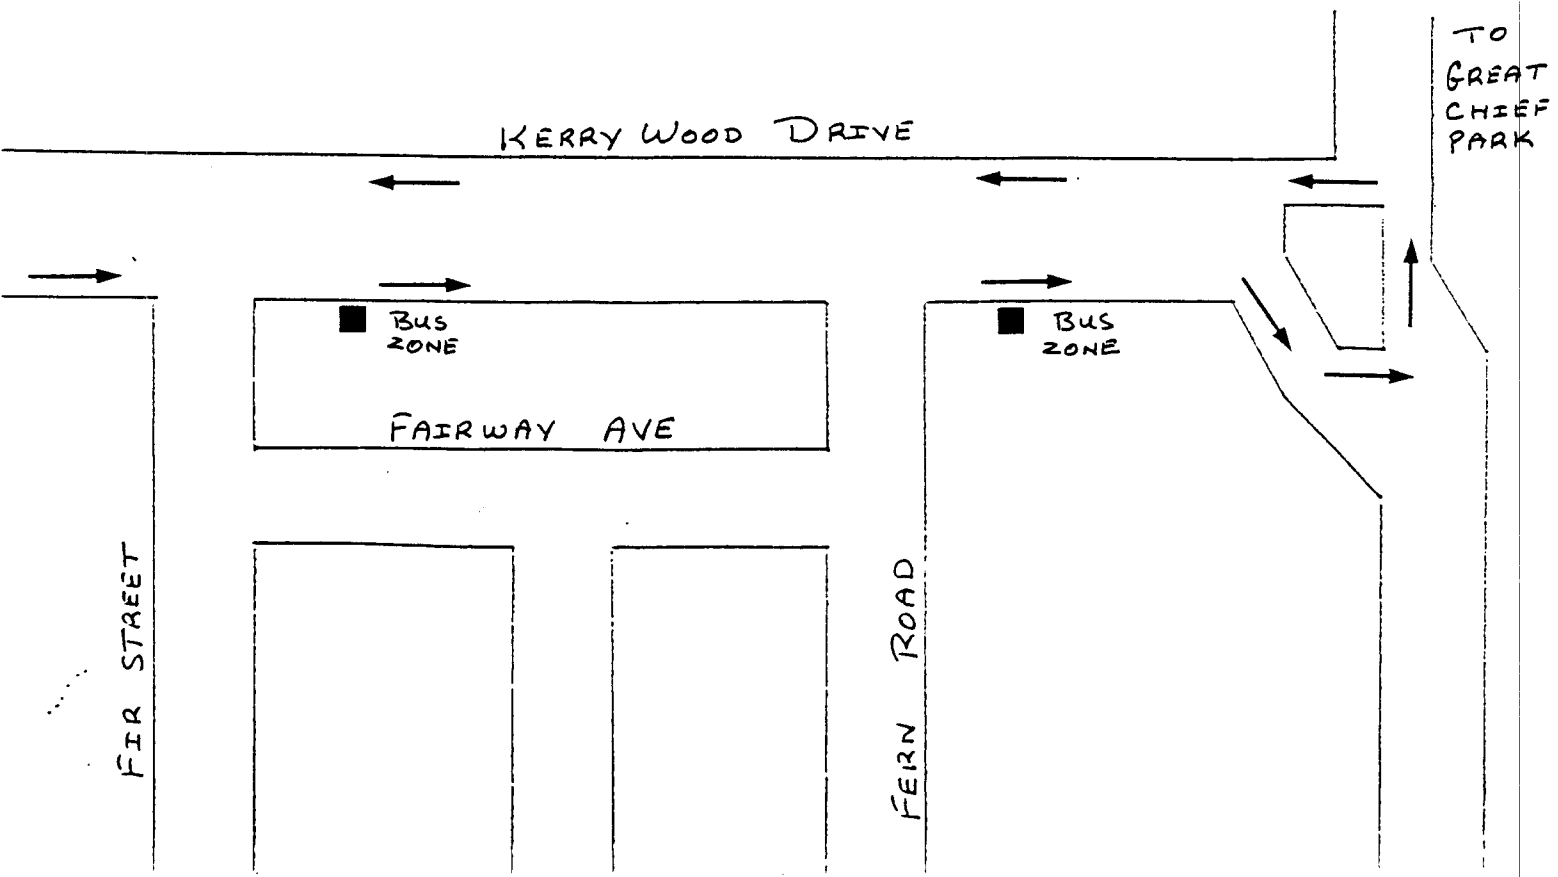 TO
GREAT
CHIEF
PARK
KERRY WOOD DRIVE
BUS
ZONE
BUS
ZONE
FAIRWAY AVE
FIR STREET
FERN ROAD